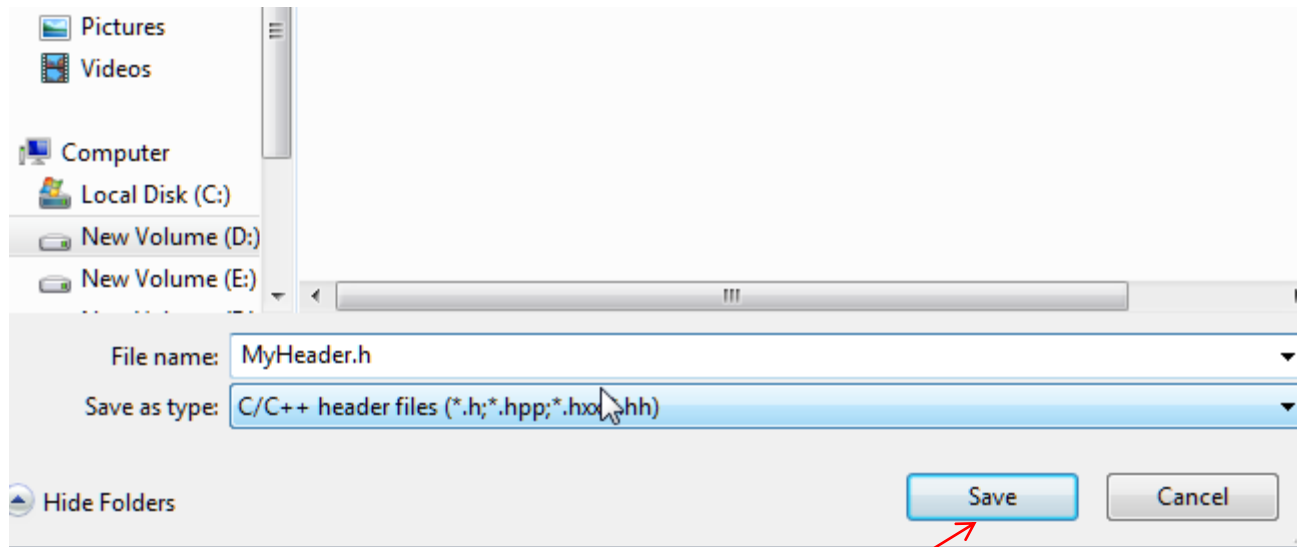 Pictures
Videos
Computer
Local Disk (C:)
New Volume (D:)
New Volume (E:)
File name: MyHeader.h
Save as type: C/C++ header files (*.h;*.hpp;*.hxx hh)
Hide Folders
Save
Cancel